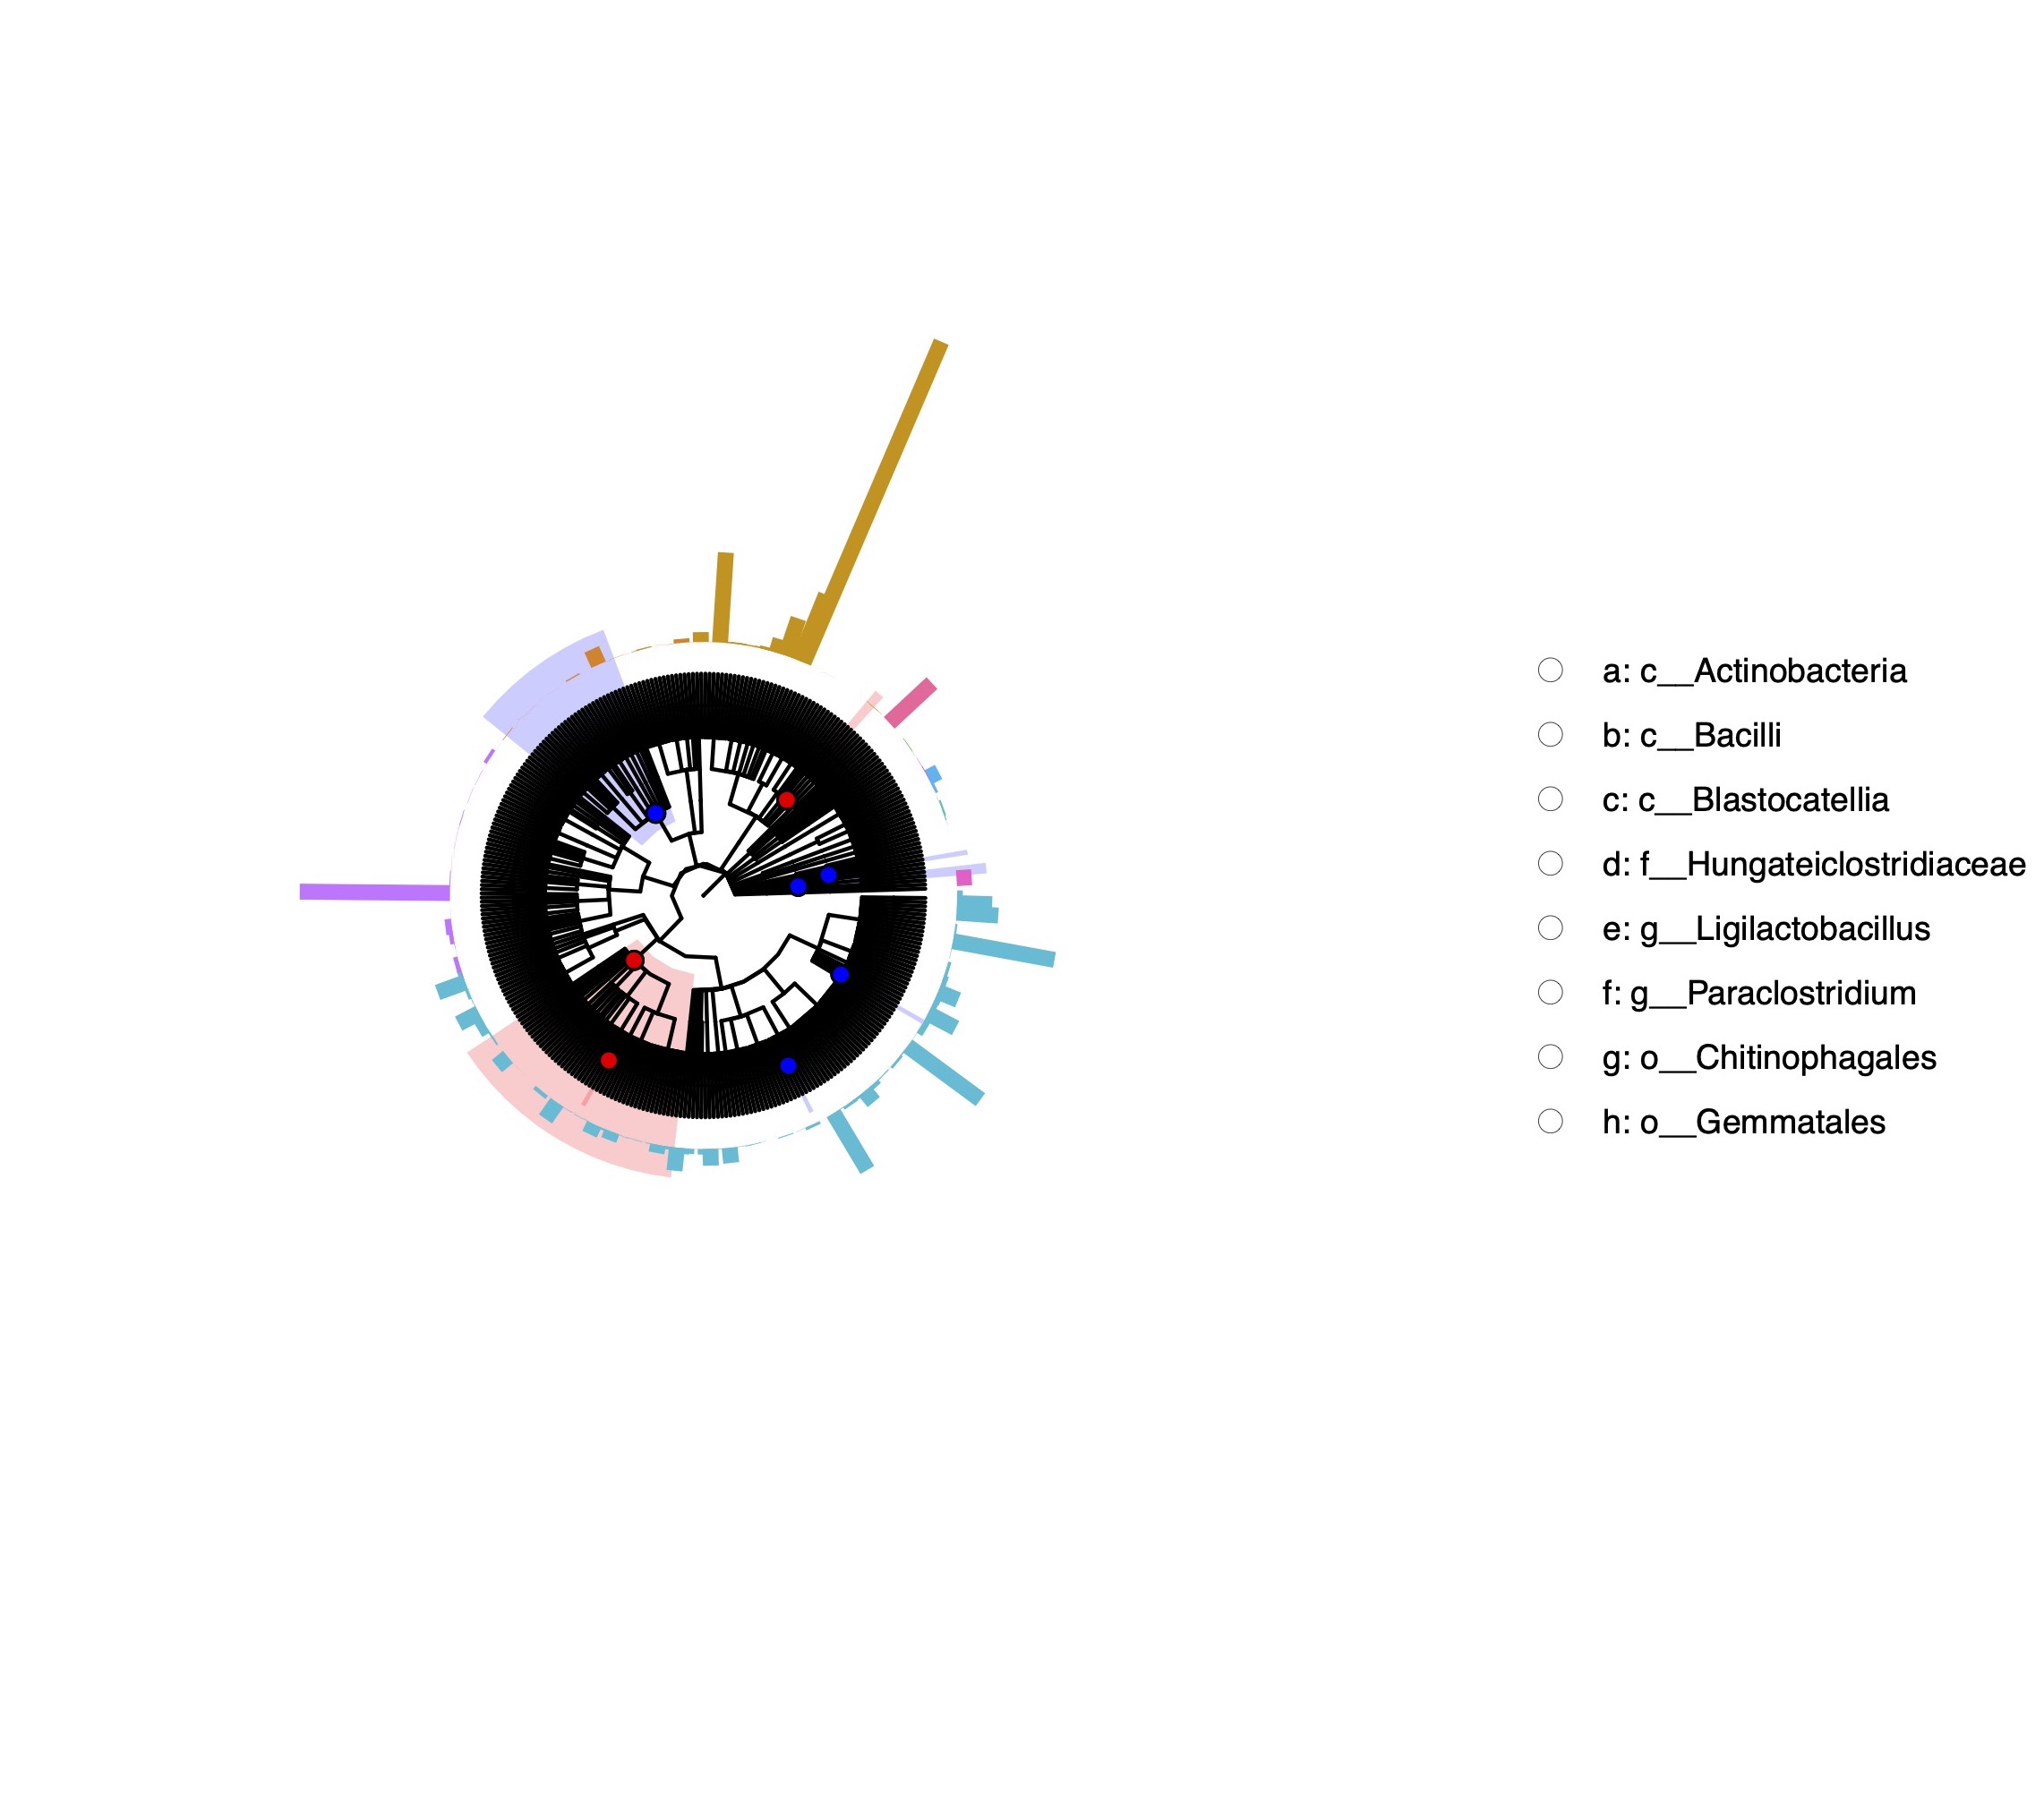 a: c__Actinobacteria
b: c__Bacilli
c: c__Blastocatellia
d: f__Hungateiclostridiaceae
e: g__Ligilactobacillus
f: g__Paraclostridium
g: o__Chitinophagales
h: o__Gemmatales